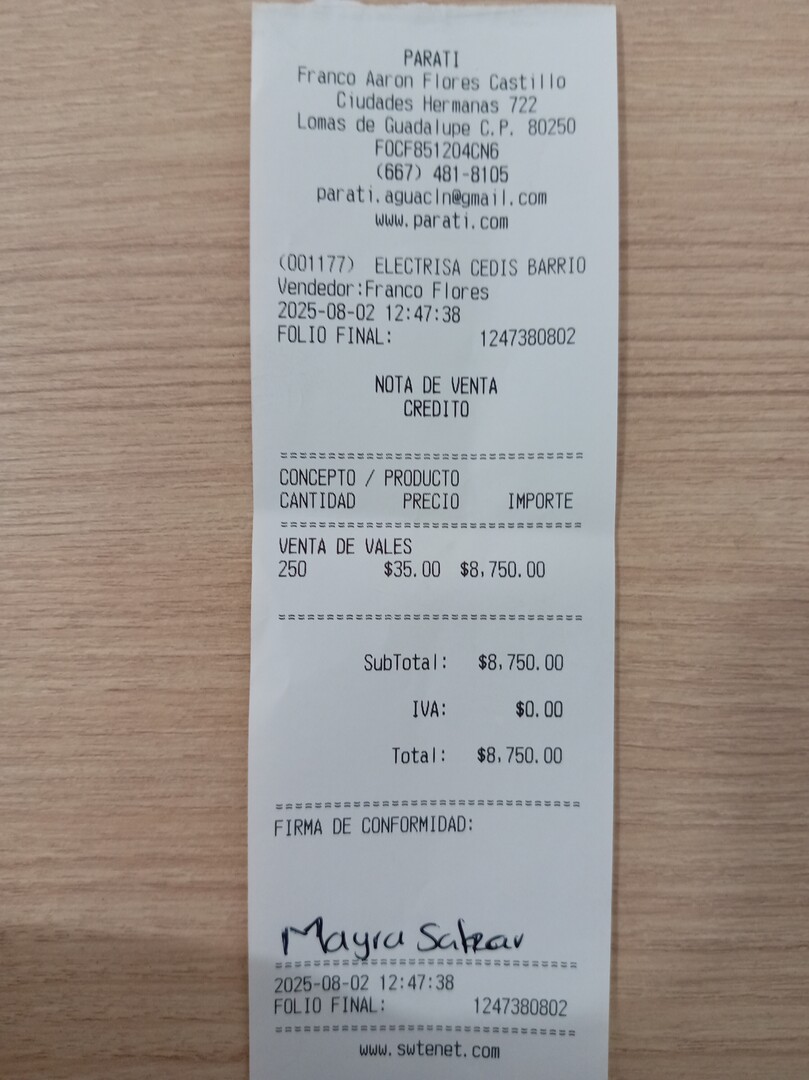 PARATI
Franco Aaron Flores Castillo
Ciudades Hermanas 722
Lomas de Guadalupe C.P. 80250
FOCF851204CN6
(667) 481-8105
parati.aguacln@gmail.com
www.parati.com
(001177) ELECTRISA CEDIS BARRIO
Vendedor:Franco Flores
2025-08-02 12:47:38
FOLIO FINAL: 1247380802
NOTA DE VENTA
CREDITO
===============================
CONCEPTO / PRODUCTO
CANTIDAD PRECIO IMPORTE
===============================
VENTA DE VALES
250 $35.00 $8,750.00
===============================
SubTotal: $8,750.00
IVA: $0.00
Total: $8,750.00
===============================
FIRMA DE CONFORMIDAD:
Mayra
===============================
2025-08-02 12:47:38
FOLIO FINAL: 1247380802
===============================
www.swtenet.com